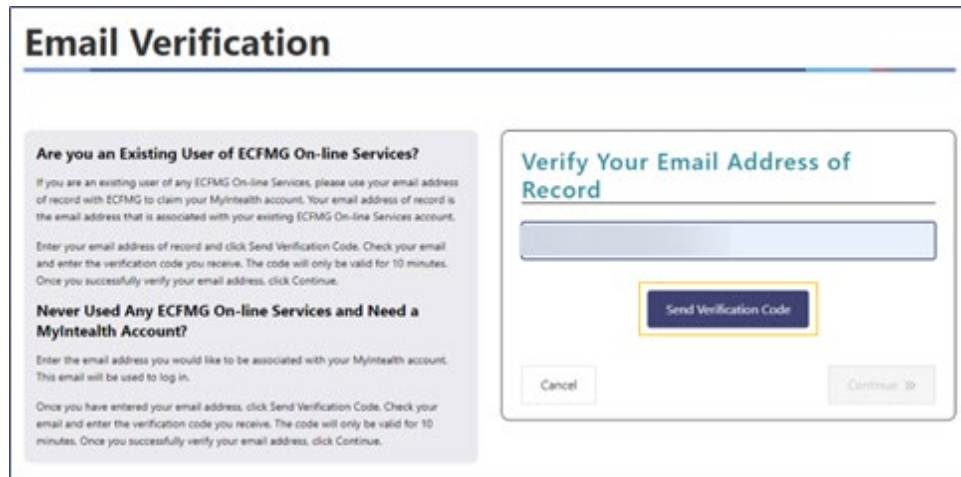 Email Verification
Are you an Existing User of ECFMG On-line Services?
If you are an existing user of any ECFMG On-line Services, please use your email address
of record with ECFMG to claim your MyIntealth account. Your email address of record is
the email address that is associated with your existing ECFMG On-line Services account.
Enter your email address of record and click Send Verification Code. Check your email
and enter the verification code you receive. The code will only be valid for 10 minutes.
Once you successfully verify your email address, click Continue.
Never Used Any ECFMG On-line Services and Need a
MyIntealth Account?
Enter the email address you would like to be associated with your MyIntealth account.
This email will be used to log in.
Once you have entered your email address, click Send Verification Code. Check your
email and enter the verification code you receive. The code will only be valid for 10
minutes. Once you successfully verify your email address, click Continue.
Verify Your Email Address of
Record
Send Verification Code
Cancel
Continue »